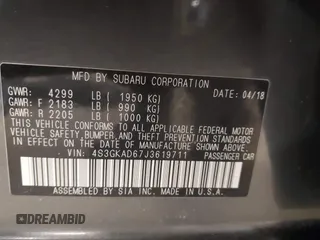 MFD BY SUBARU CORPORATION
GVWR: 4299 LB ( 1950 KG) 04/18
GAWR: F 2183 LB ( 990 KG)
GAWR: R 2205 LB ( 1000 KG)
THIS VEHICLE CONFORMS TO ALL APPLICABLE FEDERAL MOTOR
VEHICLE SAFETY, BUMPER, AND THEFT PREVENTION STANDARDS
IN EFFECT ON THE DATE OF MANUFACTURE SHOWN ABOVE.
VIN: 4S3GKAD67J3619711 PASSENGER CAR
ASSEMBLED BY SIA INC. MADE IN U.S.A.
DREAMBID